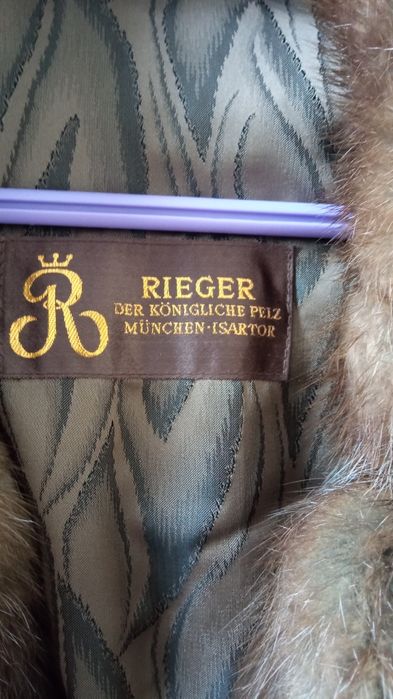 R
RIEGER
DER KÖNIGLICHE PELZ
MÜNCHEN·ISARTOR